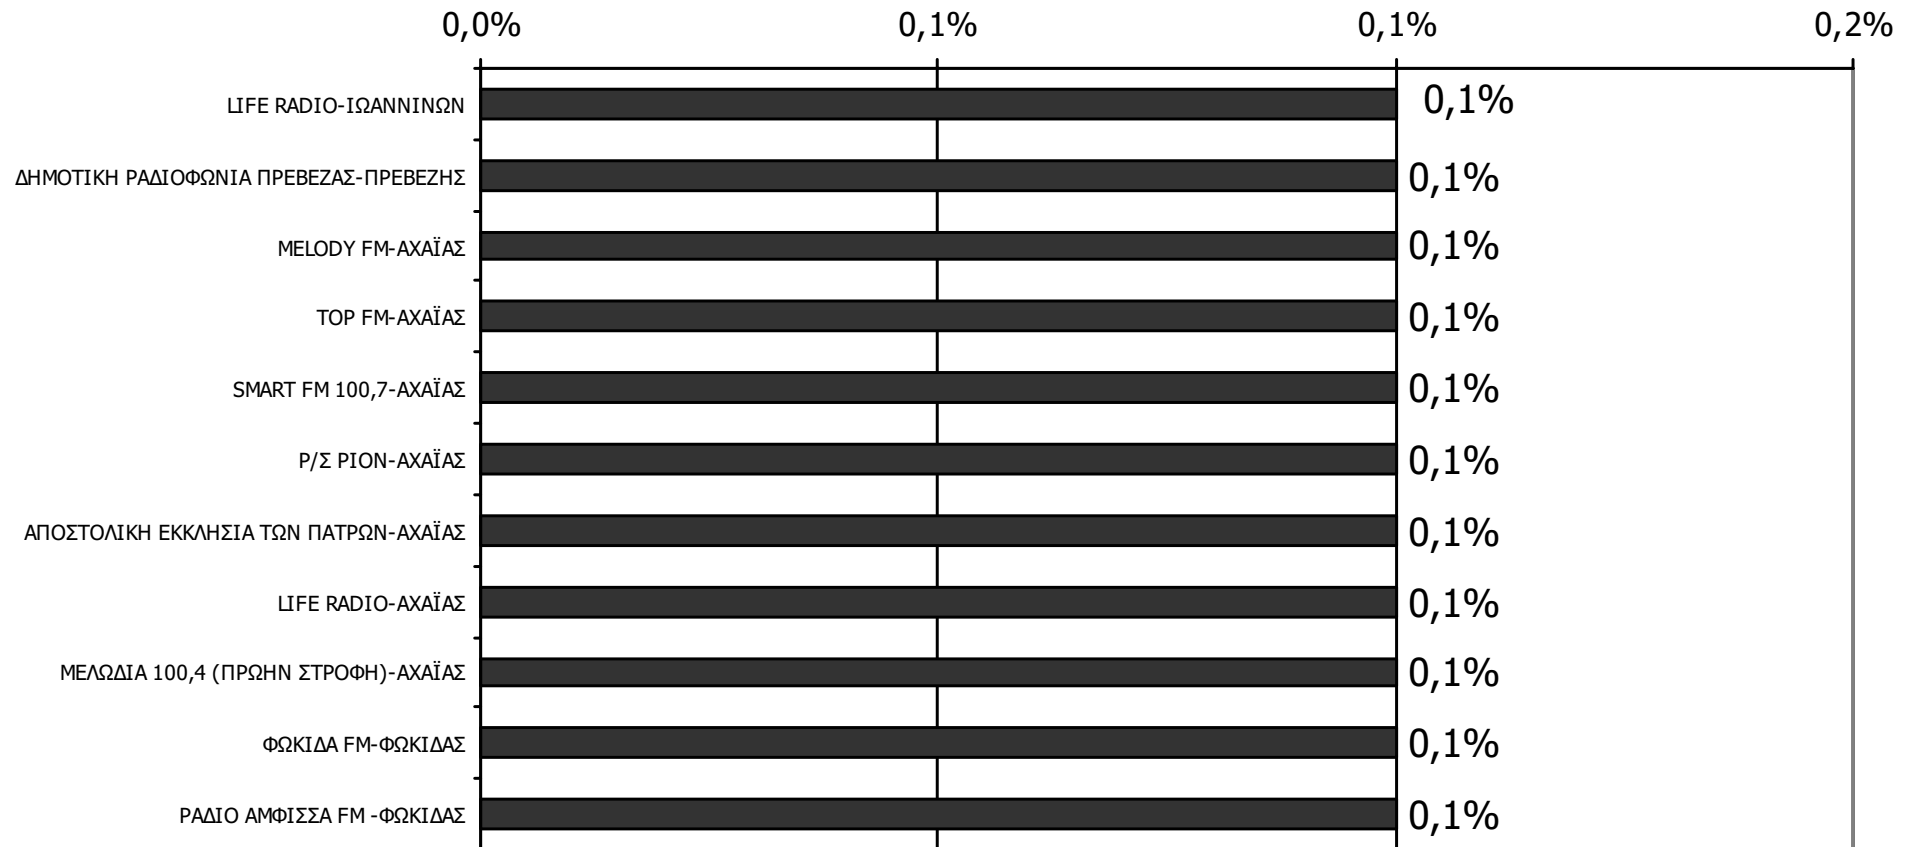 0,0% 0,1% 0,1% 0,2%
LIFE RADIO-ΙΩΑΝΝΙΝΩΝ 0,1%
ΔΗΜΟΤΙΚΗ ΡΑΔΙΟΦΩΝΙΑ ΠΡΕΒΕΖΑΣ-ΠΡΕΒΕΖΗΣ 0,1%
MELODY FM-ΑΧΑΪΑΣ 0,1%
TOP FM-ΑΧΑΪΑΣ 0,1%
SMART FM 100,7-ΑΧΑΪΑΣ 0,1%
Ρ/Σ ΡΙΟΝ-ΑΧΑΪΑΣ 0,1%
ΑΠΟΣΤΟΛΙΚΗ ΕΚΚΛΗΣΙΑ ΤΩΝ ΠΑΤΡΩΝ-ΑΧΑΪΑΣ 0,1%
LIFE RADIO-ΑΧΑΪΑΣ 0,1%
ΜΕΛΩΔΙΑ 100,4 (ΠΡΩΗΝ ΣΤΡΟΦΗ)-ΑΧΑΪΑΣ 0,1%
ΦΩΚΙΔΑ FM-ΦΩΚΙΔΑΣ 0,1%
ΡΑΔΙΟ ΑΜΦΙΣΣΑ FM -ΦΩΚΙΔΑΣ 0,1%